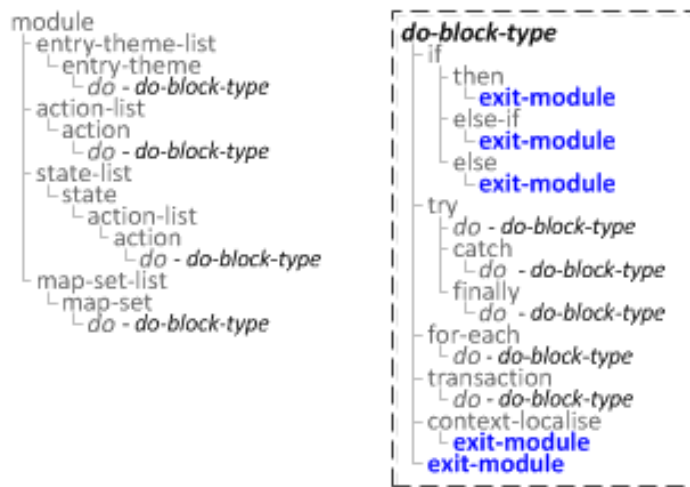 module
entry-theme-list
entry-theme
do - do-block-type
action-list
action
do - do-block-type
state-list
state
action-list
action
do - do-block-type
map-set-list
map-set
do - do-block-type
do-block-type
if
then
exit-module
else-if
exit-module
else
exit-module
try
do - do-block-type
catch
do - do-block-type
finally
do - do-block-type
for-each
do - do-block-type
transaction
do - do-block-type
context-localise
exit-module
exit-module